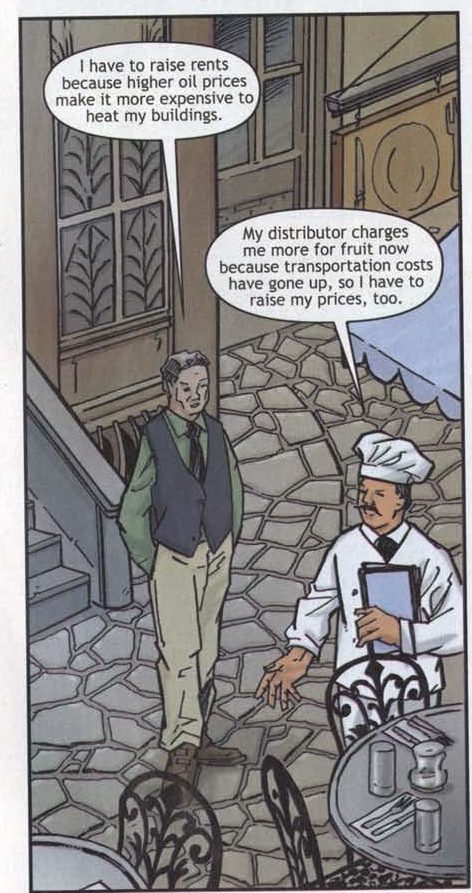 I have to raise rents
because higher oil prices
make it more expensive to
heat my buildings.
My distributor charges
me more for fruit now
because transportation costs
have gone up, so I have to
raise my prices, too.